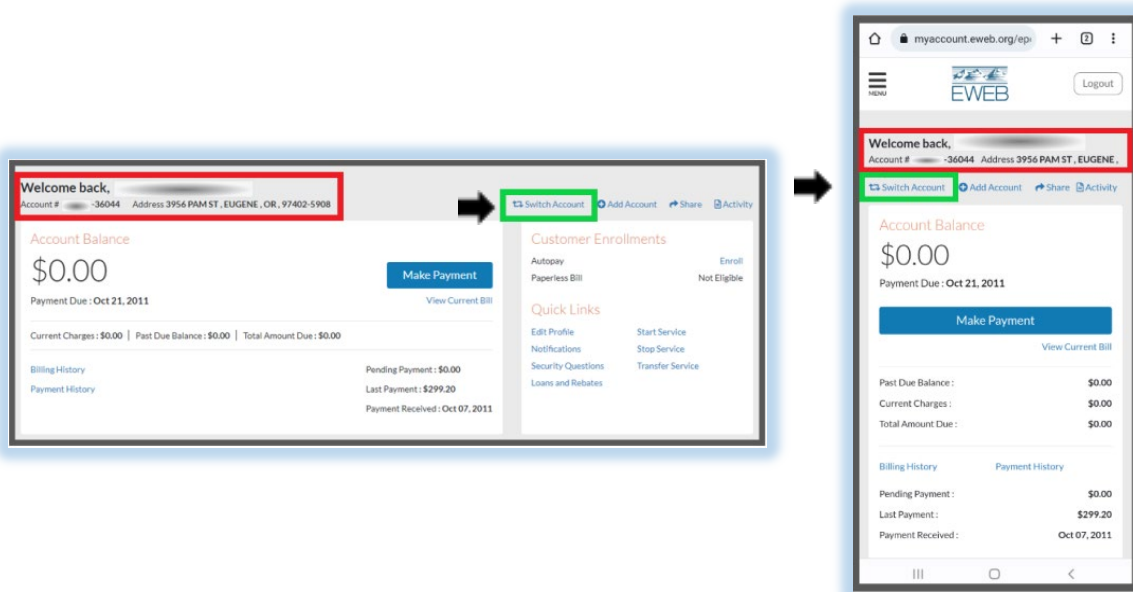 Welcome back,
Account # -36044 Address 3956 PAM ST , EUGENE , OR , 97402-5908
Switch Account Add Account Share Activity
Account Balance
$0.00
Make Payment
Payment Due : Oct 21, 2011
View Current Bill
Current Charges : $0.00 | Past Due Balance : $0.00 | Total Amount Due : $0.00
Billing History
Payment History
Pending Payment : $0.00
Last Payment : $299.20
Payment Received : Oct 07, 2011
Customer Enrollments
Autopay Enroll
Paperless Bill Not Eligible
Quick Links
Edit Profile Start Service
Notifications Stop Service
Security Questions Transfer Service
Loans and Rebates
myaccount.eweb.org/ep 2
MENU
EWEB
Logout
Welcome back,
Account # -36044 Address 3956 PAM ST , EUGENE ,
Switch Account Add Account Share Activity
Account Balance
$0.00
Payment Due : Oct 21, 2011
Make Payment
View Current Bill
Past Due Balance : $0.00
Current Charges : $0.00
Total Amount Due : $0.00
Billing History Payment History
Pending Payment : $0.00
Last Payment : $299.20
Payment Received : Oct 07, 2011